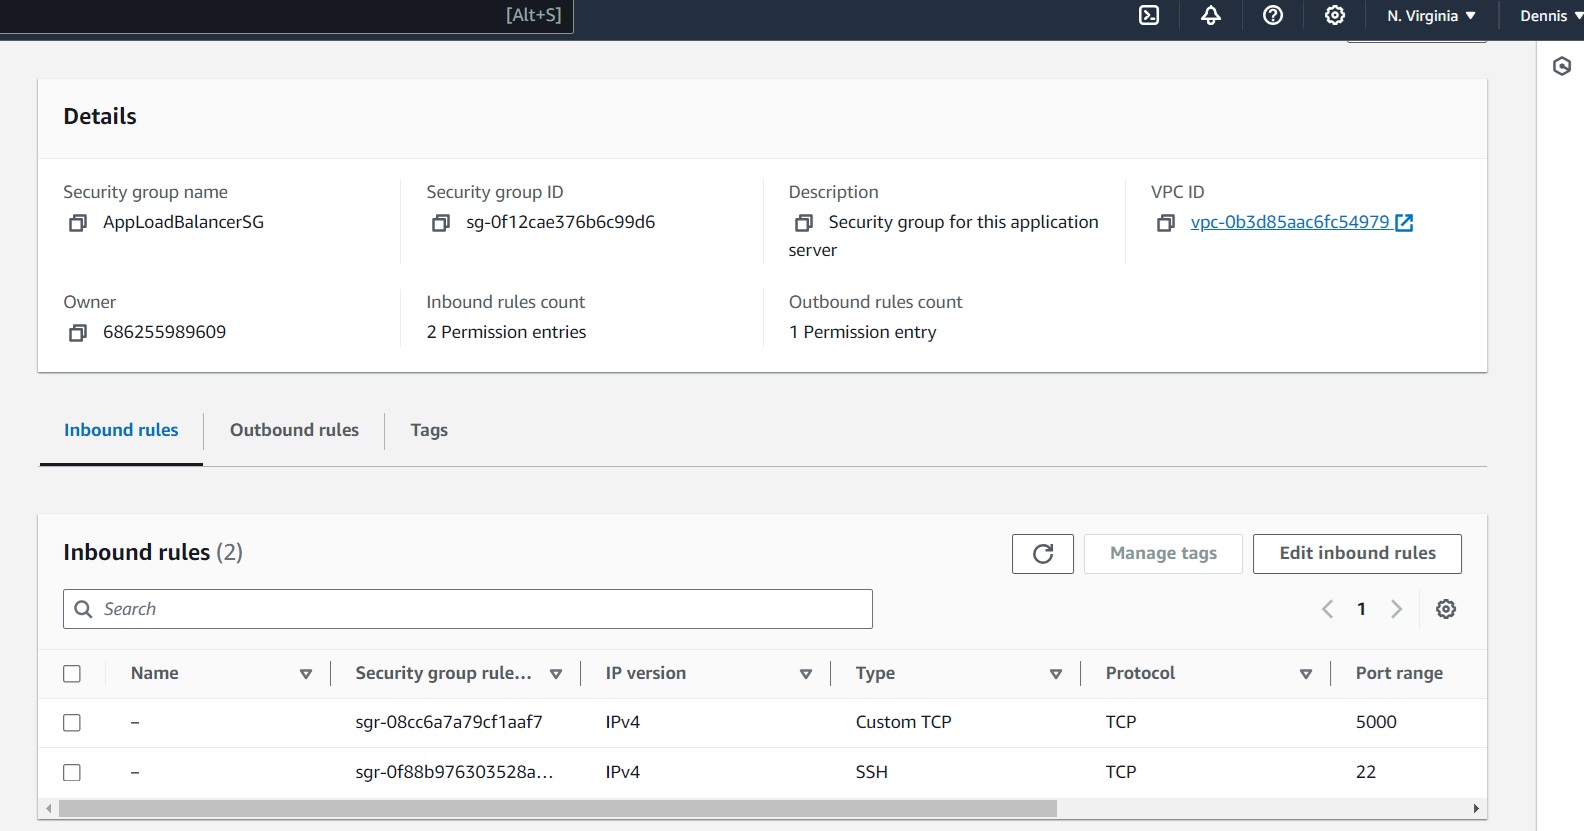 [Alt+S] N. Virginia Dennis
Details
Security group name Security group ID Description VPC ID
AppLoadBalancerSG sg-0f12cae376b6c99d6 Security group for this application vpc-0b3d85aac6fc54979
server
Owner Inbound rules count Outbound rules count
686255989609 2 Permission entries 1 Permission entry
Inbound rules Outbound rules Tags
Inbound rules (2) Manage tags Edit inbound rules
Search 1
Name Security group rule... IP version Type Protocol Port range
– sgr-08cc6a7a79cf1aaf7 IPv4 Custom TCP TCP 5000
– sgr-0f88b976303528a... IPv4 SSH TCP 22